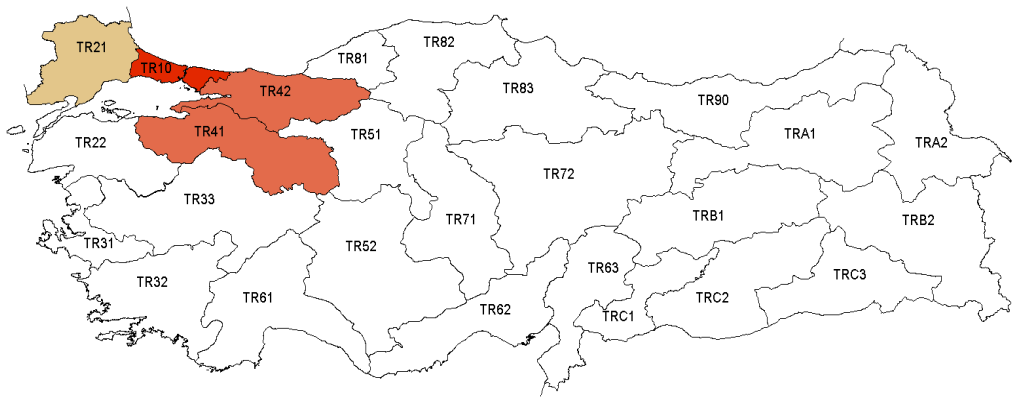 TR21
TR10
TR42
TR81
TR82
TR83
TR90
TRA1
TRA2
TR22
TR41
TR51
TR33
TR72
TR71
TRB1
TRB2
TR31
TR32
TR52
TR61
TR62
TR63
TRC1
TRC2
TRC3